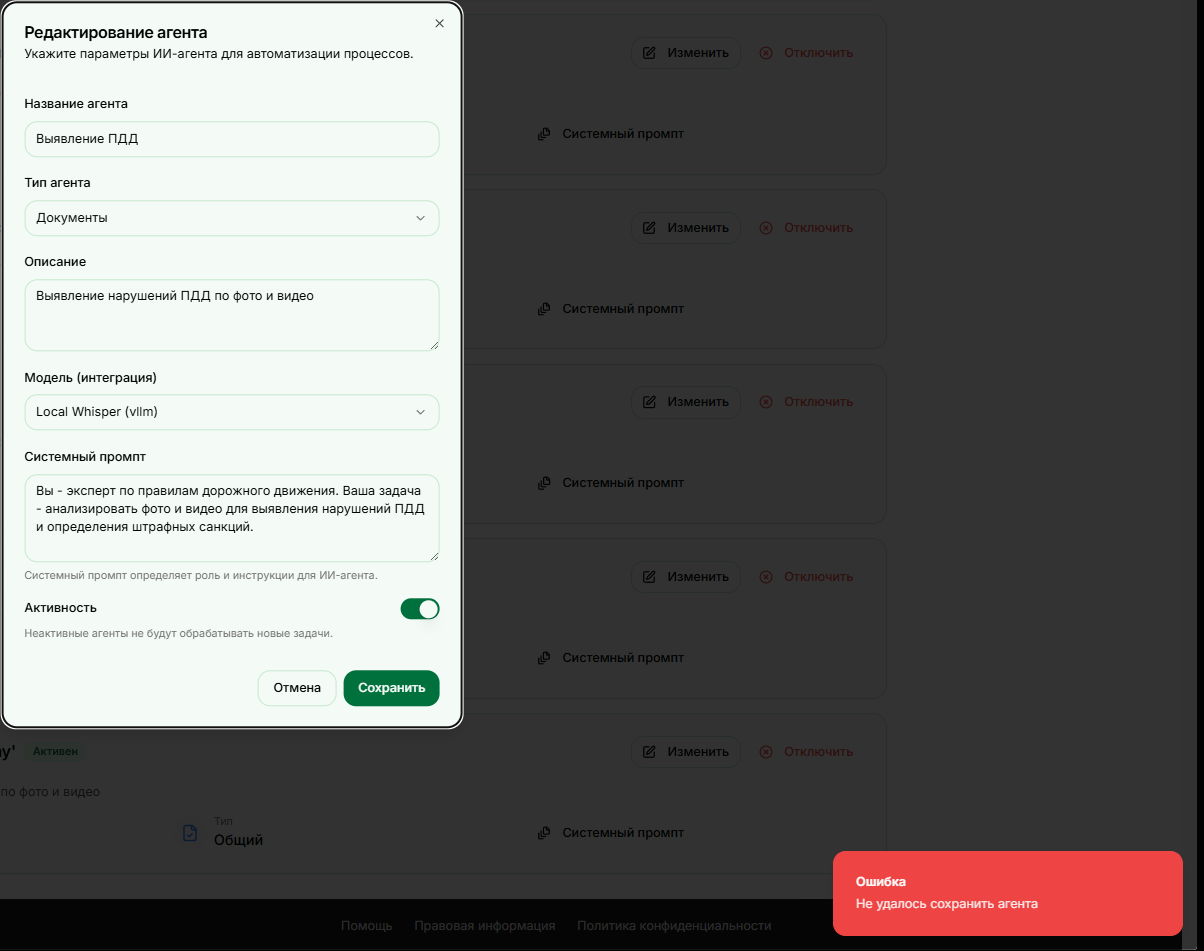 Редактирование агента
Укажите параметры ИИ-агента для автоматизации процессов.
Название агента
Выявление ПДД
Тип агента
Документы
Описание
Выявление нарушений ПДД по фото и видео
Модель (интеграция)
Local Whisper (vllm)
Системный промпт
Вы - эксперт по правилам дорожного движения. Ваша задача
- анализировать фото и видео для выявления нарушений ПДД
и определения штрафных санкций.
Системный промпт определяет роль и инструкции для ИИ-агента.
Активность
Неактивные агенты не будут обрабатывать новые задачи.
Отмена
Сохранить
Изменить
Отключить
Системный промпт
Изменить
Отключить
Системный промпт
Изменить
Отключить
Системный промпт
Изменить
Отключить
Системный промпт
Активен
Изменить
Отключить
по фото и видео
Тип
Общий
Системный промпт
Ошибка
Не удалось сохранить агента
Помощь
Правовая информация
Политика конфиденциальности